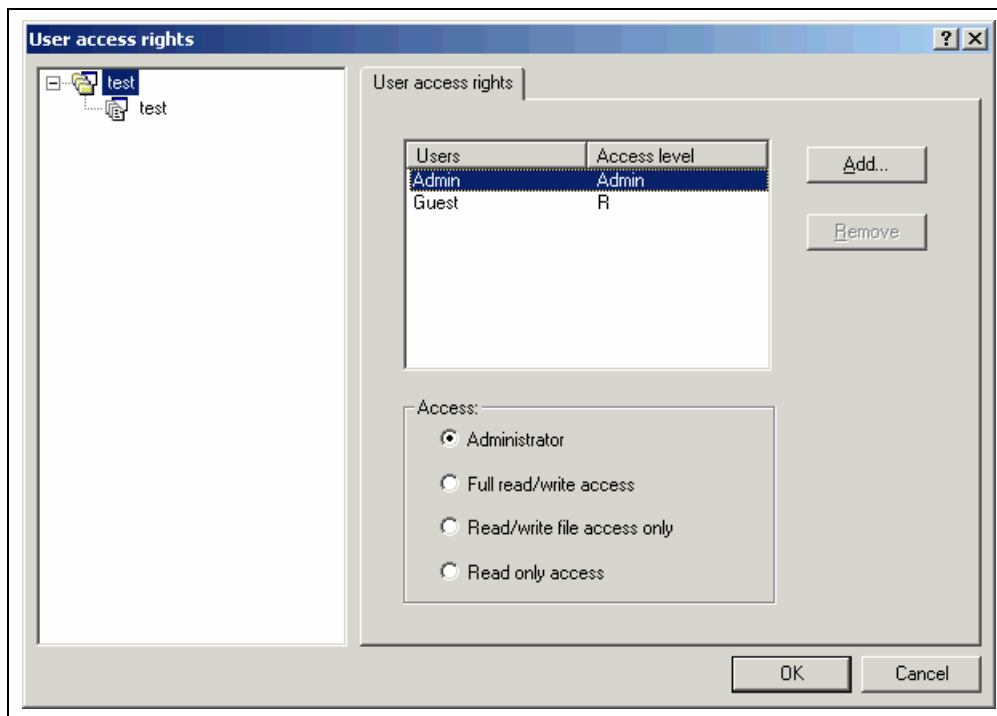 User access rights
test
test
User access rights
Users Access level
Admin Admin
Guest R
Add...
Remove
Access:
Administrator
Full read/write access
Read/write file access only
Read only access
OK Cancel